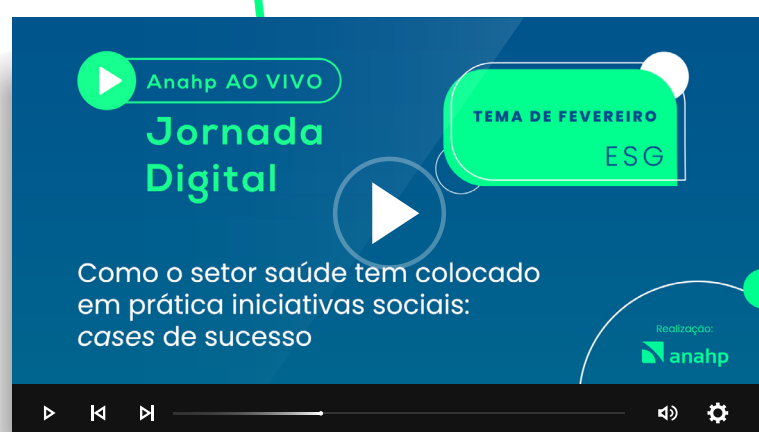 Anahp AO VIVO
Jornada
Digital
TEMA DE FEVEREIRO
ESG
Como o setor saúde tem colocado
em prática iniciativas sociais:
cases de sucesso
Realização:
anahp